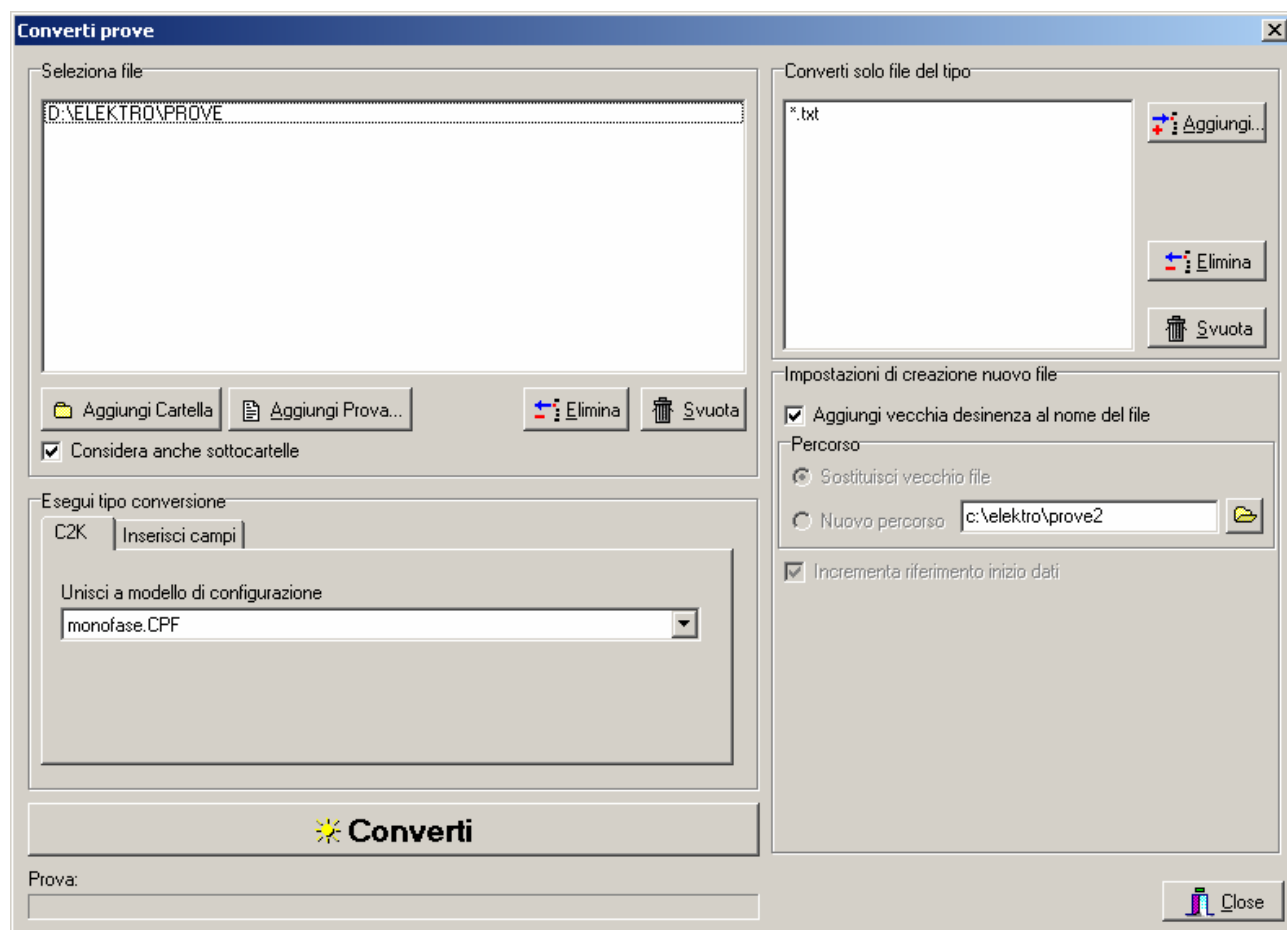 Converti prove
Seleziona file
D:\ELEKTRO\PROVE
Aggiungi Cartella
Aggiungi Prova...
Elimina
Svuota
Considera anche sottocartelle
Esegui tipo conversione
C2K
Inserisci campi
Unisci a modello di configurazione
monofase.CPF
Converti
Prova:
Converti solo file del tipo
*.txt
Aggiungi...
Elimina
Svuota
Impostazioni di creazione nuovo file
Aggiungi vecchia desinenza al nome del file
Percorso
Sostituisci vecchio file
Nuovo percorso
c:\elektro\prove2
Incrementa riferimento inizio dati
Close